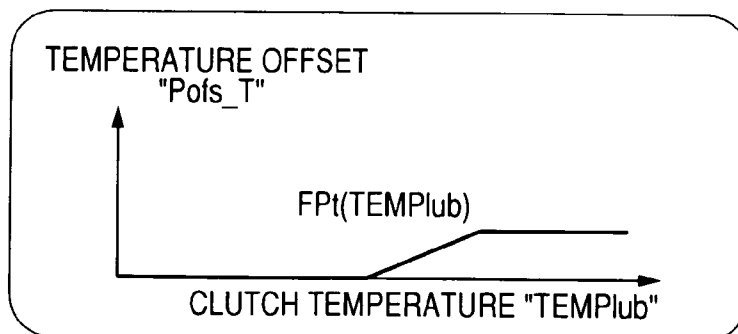 TEMPERATURE OFFSET
"Pofs_T"
FPt(TEMPlub)
CLUTCH TEMPERATURE "TEMPlub"